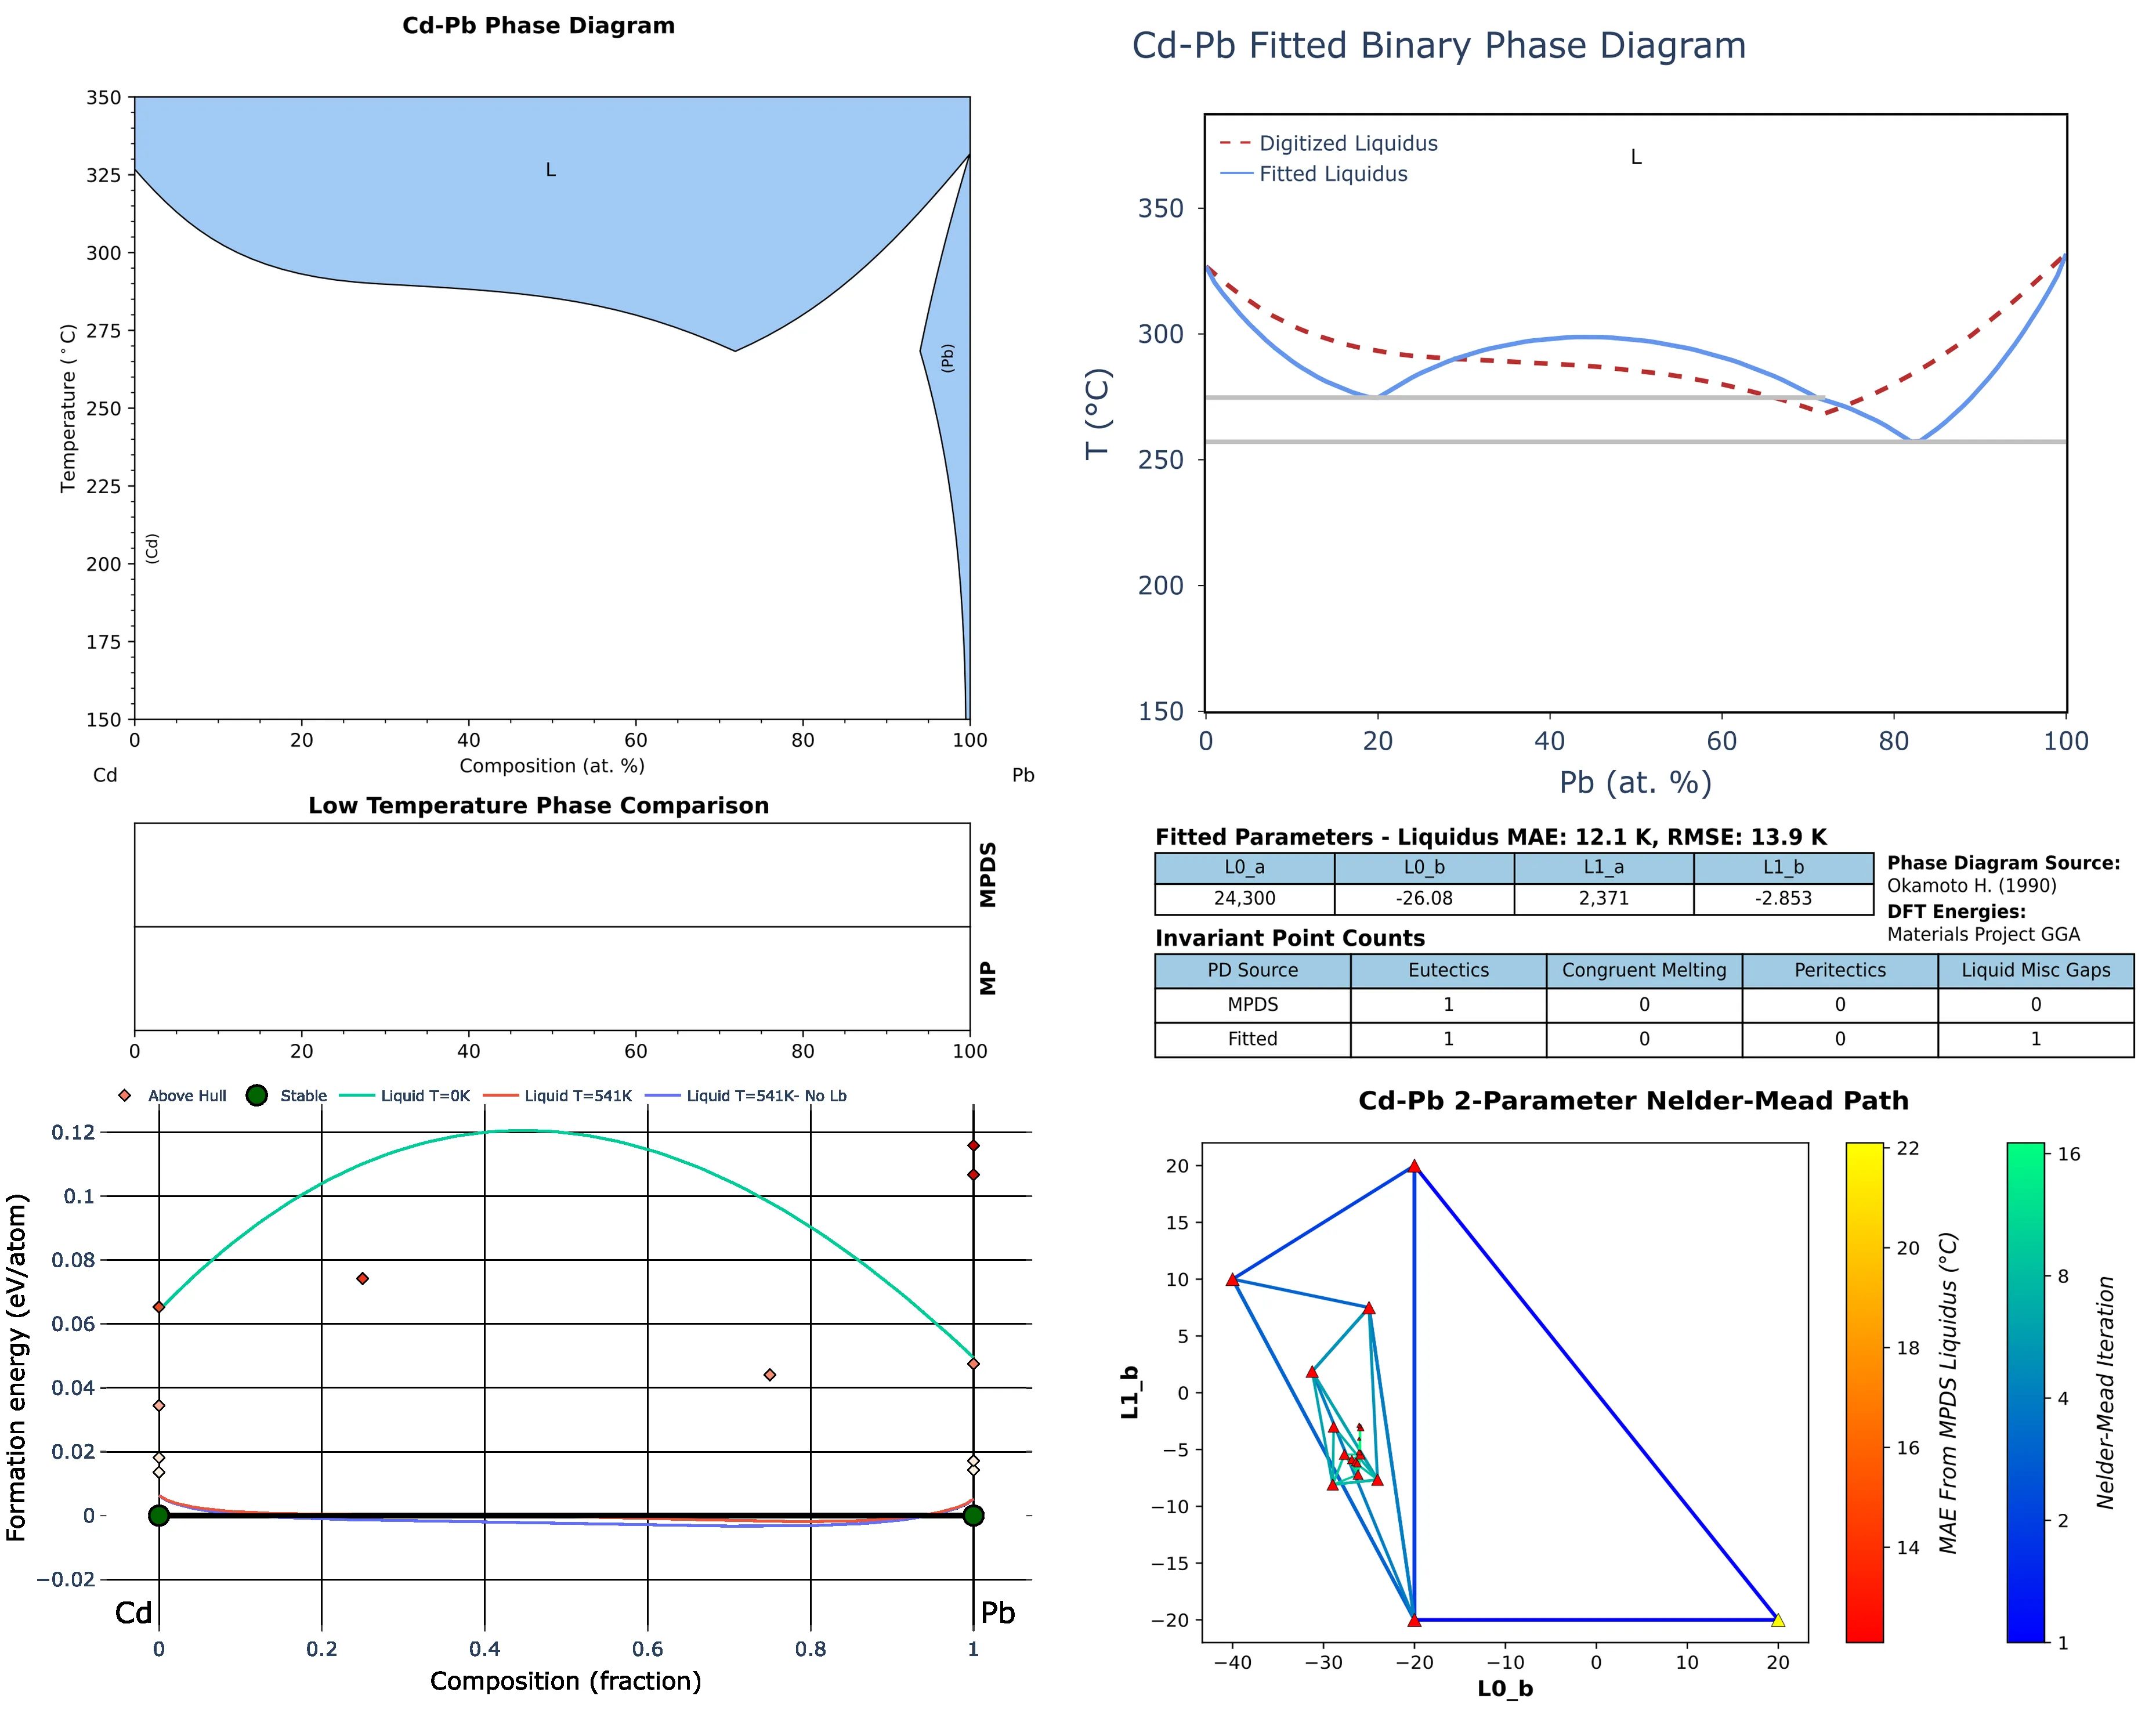 Cd-Pb Phase Diagram
350
325
300
275
250
225
200
175
150
Temperature (°C)
L
(Cd)
(Pb)
0 20 40 60 80 100
Composition (at. %)
Cd Pb
Low Temperature Phase Comparison
MPDS
MP
0 20 40 60 80 100
Cd-Pb Fitted Binary Phase Diagram
Digitized Liquidus
Fitted Liquidus
L
350
300
250
200
150
T (°C)
0 20 40 60 80 100
Pb (at. %)
Fitted Parameters - Liquidus MAE: 12.1 K, RMSE: 13.9 K
L0_a L0_b L1_a L1_b
24,300 -26.08 2,371 -2.853
Phase Diagram Source:
Okamoto H. (1990)
DFT Energies:
Materials Project GGA
Invariant Point Counts
PD Source Eutectics Congruent Melting Peritectics Liquid Misc Gaps
MPDS 1 0 0 0
Fitted 1 0 0 1
Above Hull Stable Liquid T=0K Liquid T=541K Liquid T=541K- No Lb
0.12
0.1
0.08
0.06
0.04
0.02
0
−0.02
Formation energy (eV/atom)
Cd Pb
0 0.2 0.4 0.6 0.8 1
Composition (fraction)
Cd-Pb 2-Parameter Nelder-Mead Path
20
15
10
5
0
−5
−10
−15
−20
L1_b
−40 −30 −20 −10 0 10 20
L0_b
22
20
18
16
14
MAE From MPDS Liquidus (°C)
16
8
4
2
1
Nelder-Mead Iteration